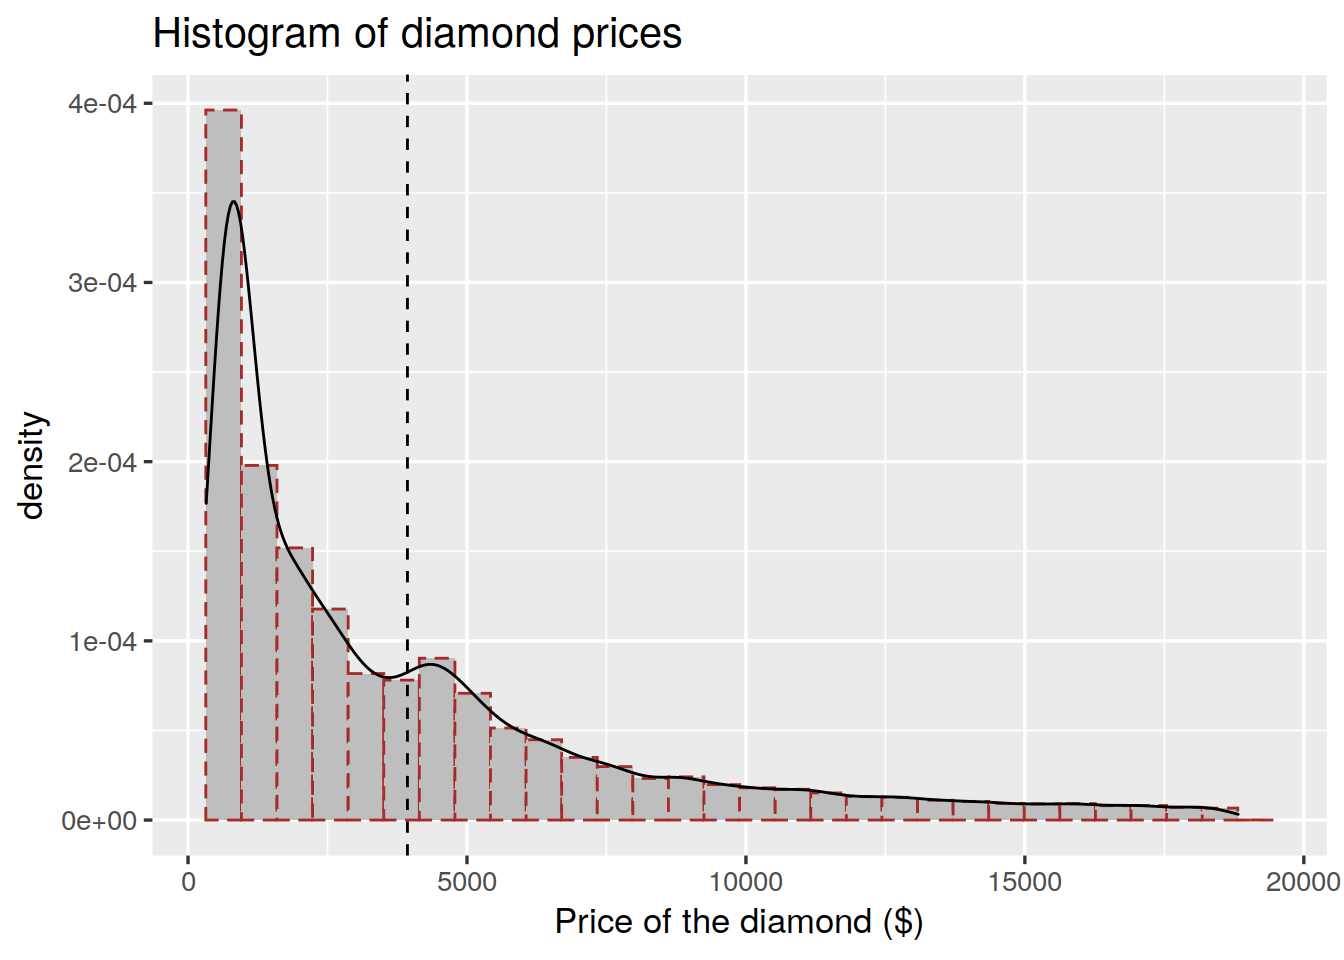 Histogram of diamond prices
4e-04
3e-04
2e-04
1e-04
0e+00
density
0 5000 10000 15000 20000
Price of the diamond ($)